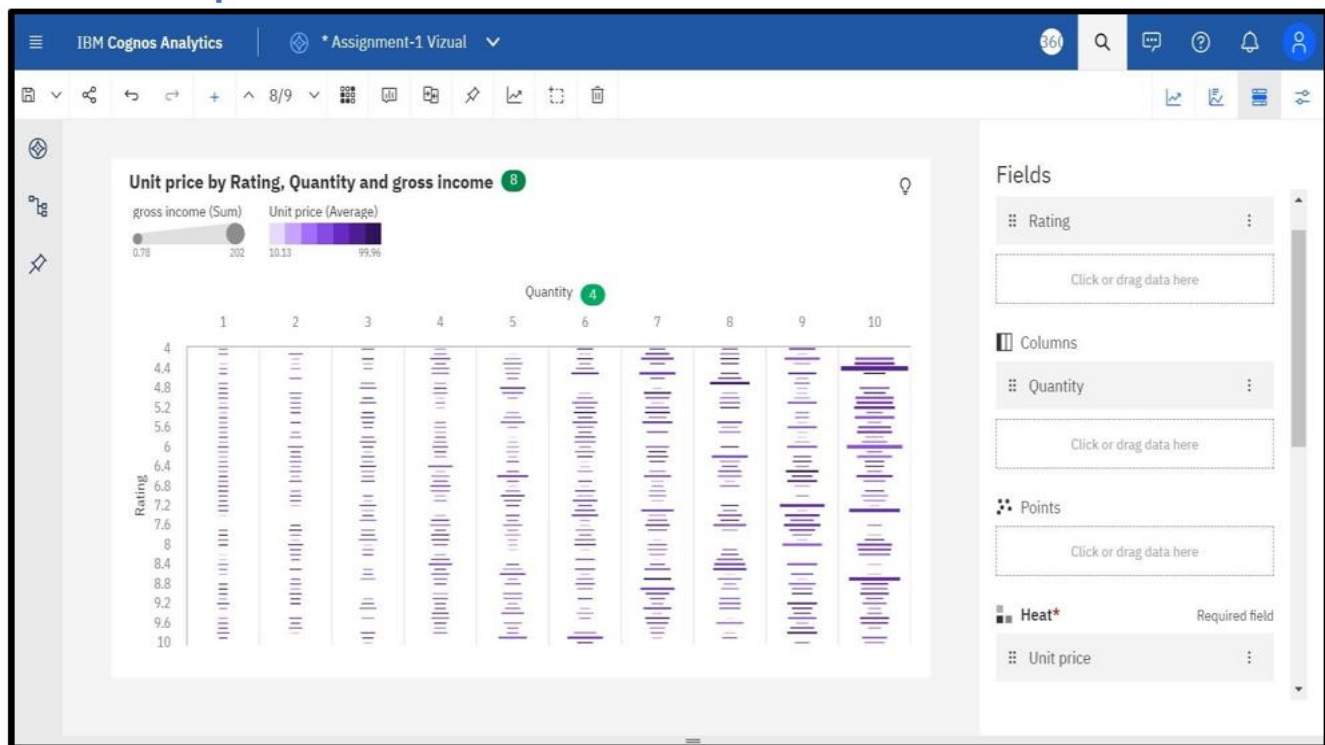 IBM Cognos Analytics
* Assignment-1 Vizual
360
8/9
Unit price by Rating, Quantity and gross income 8
gross income (Sum) Unit price (Average)
0.78 202 10.13 99.96
Quantity 4
1 2 3 4 5 6 7 8 9 10
Rating
4
4.4
4.8
5.2
5.6
6
6.4
6.8
7.2
7.6
8
8.4
8.8
9.2
9.6
10
Fields
Rating
Click or drag data here
Columns
Quantity
Click or drag data here
Points
Click or drag data here
Heat* Required field
Unit price